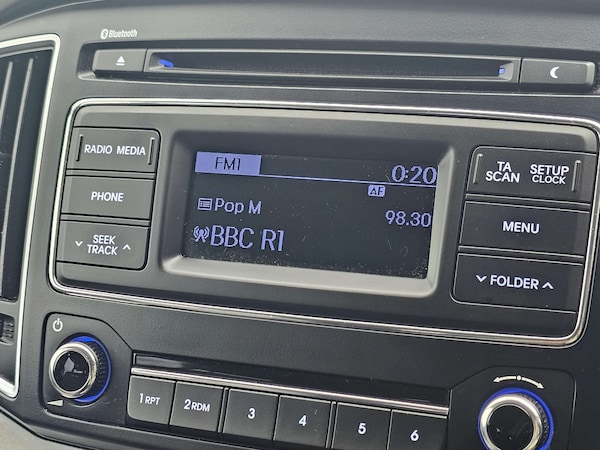 Bluetooth
RADIO MEDIA
PHONE
SEEK
TRACK
FM1
0:20
AF
Pop M
98.30
BBC R1
TA
SCAN
SETUP
CLOCK
MENU
FOLDER
1 RPT
2 RDM
3
4
5
6